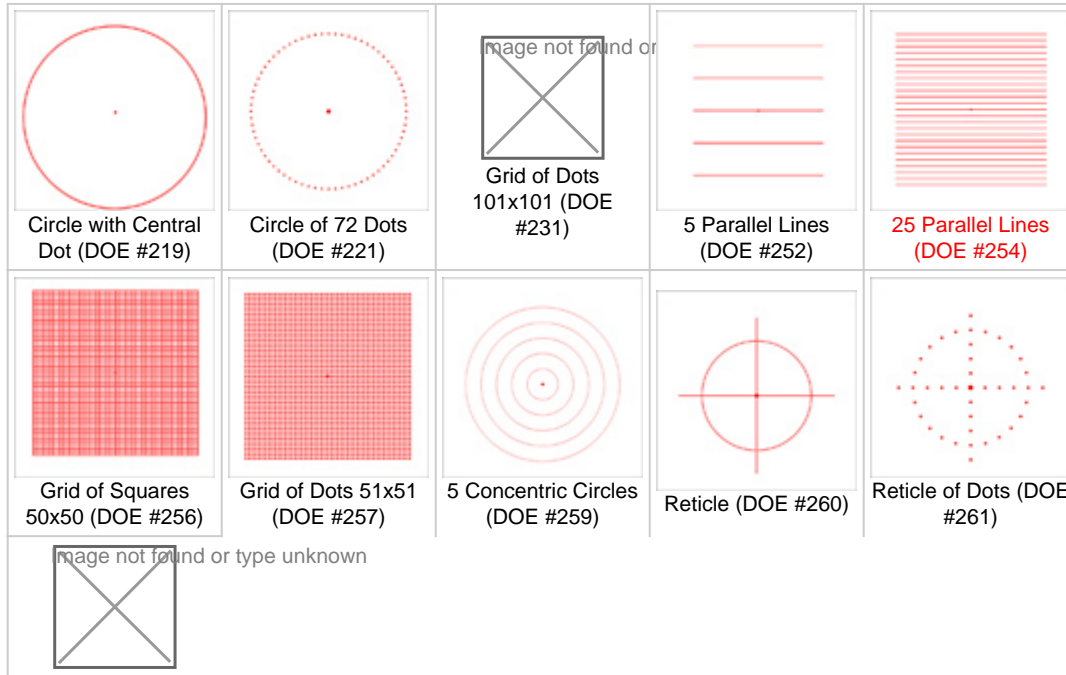 Circle with Central
Dot (DOE #219)
Circle of 72 Dots
(DOE #221)
Image not found or
Grid of Dots
101x101 (DOE
#231)
5 Parallel Lines
(DOE #252)
25 Parallel Lines
(DOE #254)
Grid of Squares
50x50 (DOE #256)
Grid of Dots 51x51
(DOE #257)
5 Concentric Circles
(DOE #259)
Reticle (DOE #260)
Reticle of Dots (DOE
#261)
Image not found or type unknown